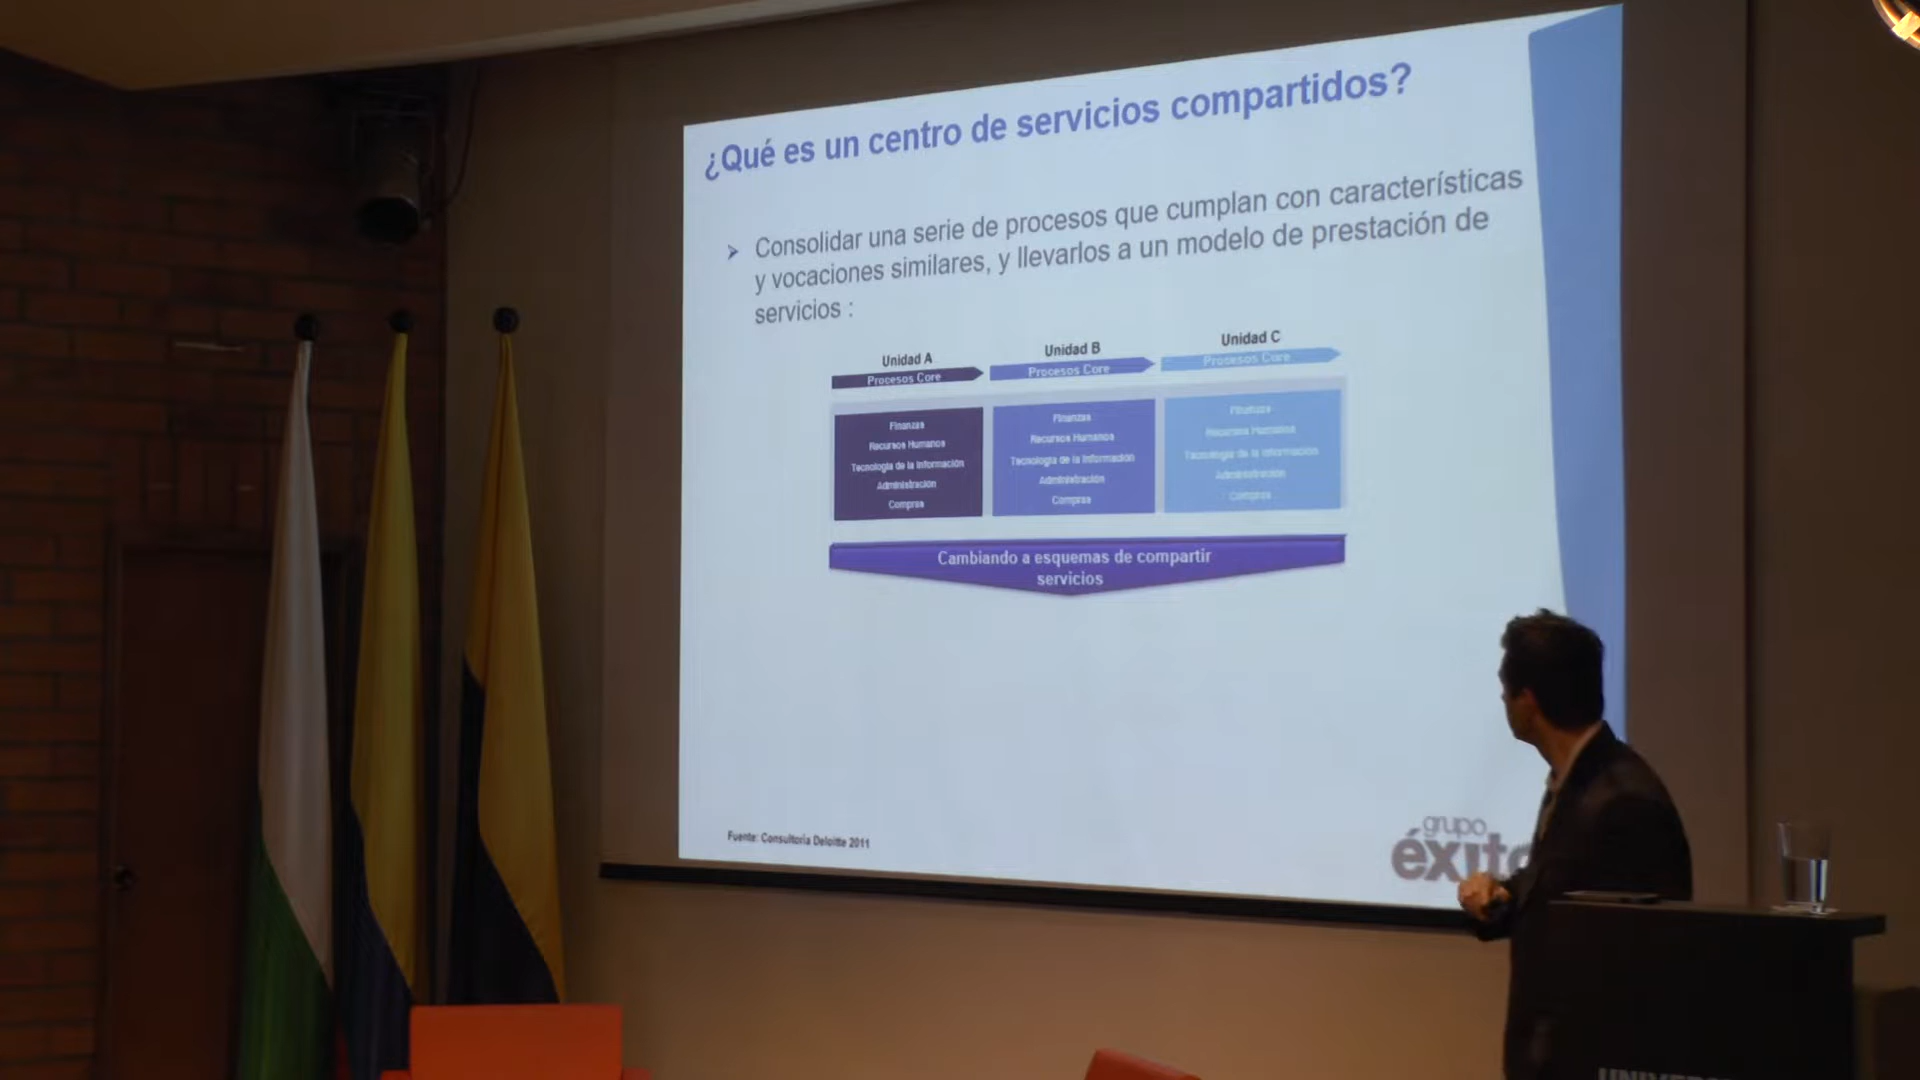 ¿Qué es un centro de servicios compartidos?
➤ Consolidar una serie de procesos que cumplan con características
y vocaciones similares, y llevarlos a un modelo de prestación de
servicios :
Unidad A
Procesos Core
Finanzas
Recursos Humanos
Tecnología de la Información
Administración
Compras
Unidad B
Procesos Core
Finanzas
Recursos Humanos
Tecnología de la Información
Administración
Compras
Unidad C
Procesos Core
Finanzas
Recursos Humanos
Tecnología de la Información
Administración
Compras
Cambiando a esquemas de compartir
servicios
Fuente: Consultoría Deloitte 2011
grupo
éxito